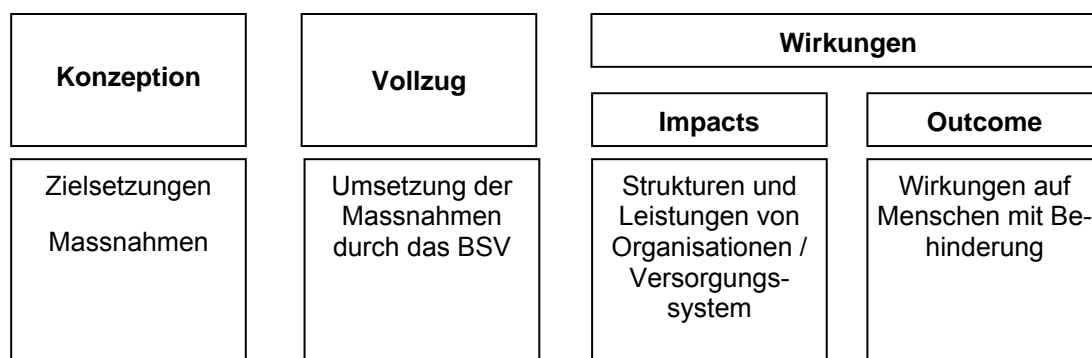 Konzeption
Vollzug
Wirkungen
Impacts
Outcome
Zielsetzungen
Massnahmen
Umsetzung der
Massnahmen
durch das BSV
Strukturen und
Leistungen von
Organisationen /
Versorgungs-
system
Wirkungen auf
Menschen mit Be-
hinderung